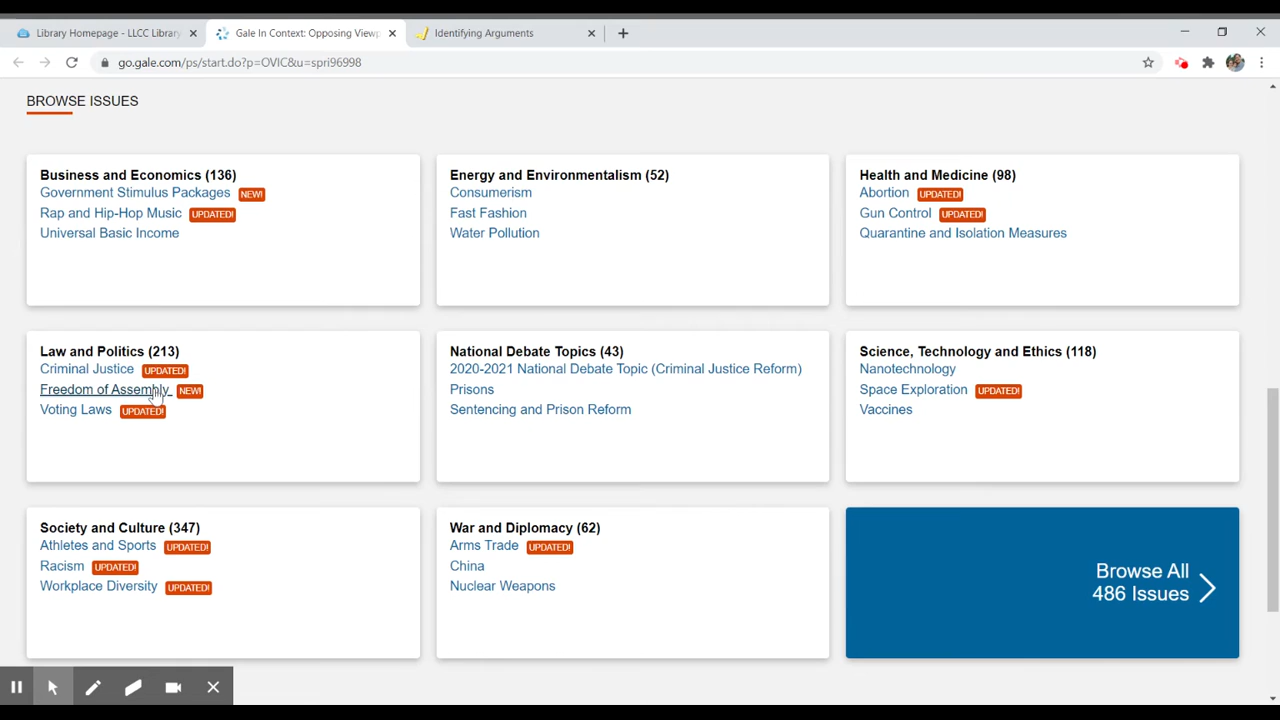 Library Homepage - LLCC Library
Gale In Context: Opposing Viewp
Identifying Arguments
go.gale.com/ps/start.do?p=OVIC&u=spri96998
BROWSE ISSUES
Business and Economics (136)
Government Stimulus Packages NEW!
Rap and Hip-Hop Music UPDATED!
Universal Basic Income
Energy and Environmentalism (52)
Consumerism
Fast Fashion
Water Pollution
Health and Medicine (98)
Abortion UPDATED!
Gun Control UPDATED!
Quarantine and Isolation Measures
Law and Politics (213)
Criminal Justice UPDATED!
Freedom of Assembly NEW!
Voting Laws UPDATED!
National Debate Topics (43)
2020-2021 National Debate Topic (Criminal Justice Reform)
Prisons
Sentencing and Prison Reform
Science, Technology and Ethics (118)
Nanotechnology
Space Exploration UPDATED!
Vaccines
Society and Culture (347)
Athletes and Sports UPDATED!
Racism UPDATED!
Workplace Diversity UPDATED!
War and Diplomacy (62)
Arms Trade UPDATED!
China
Nuclear Weapons
Browse All
486 Issues